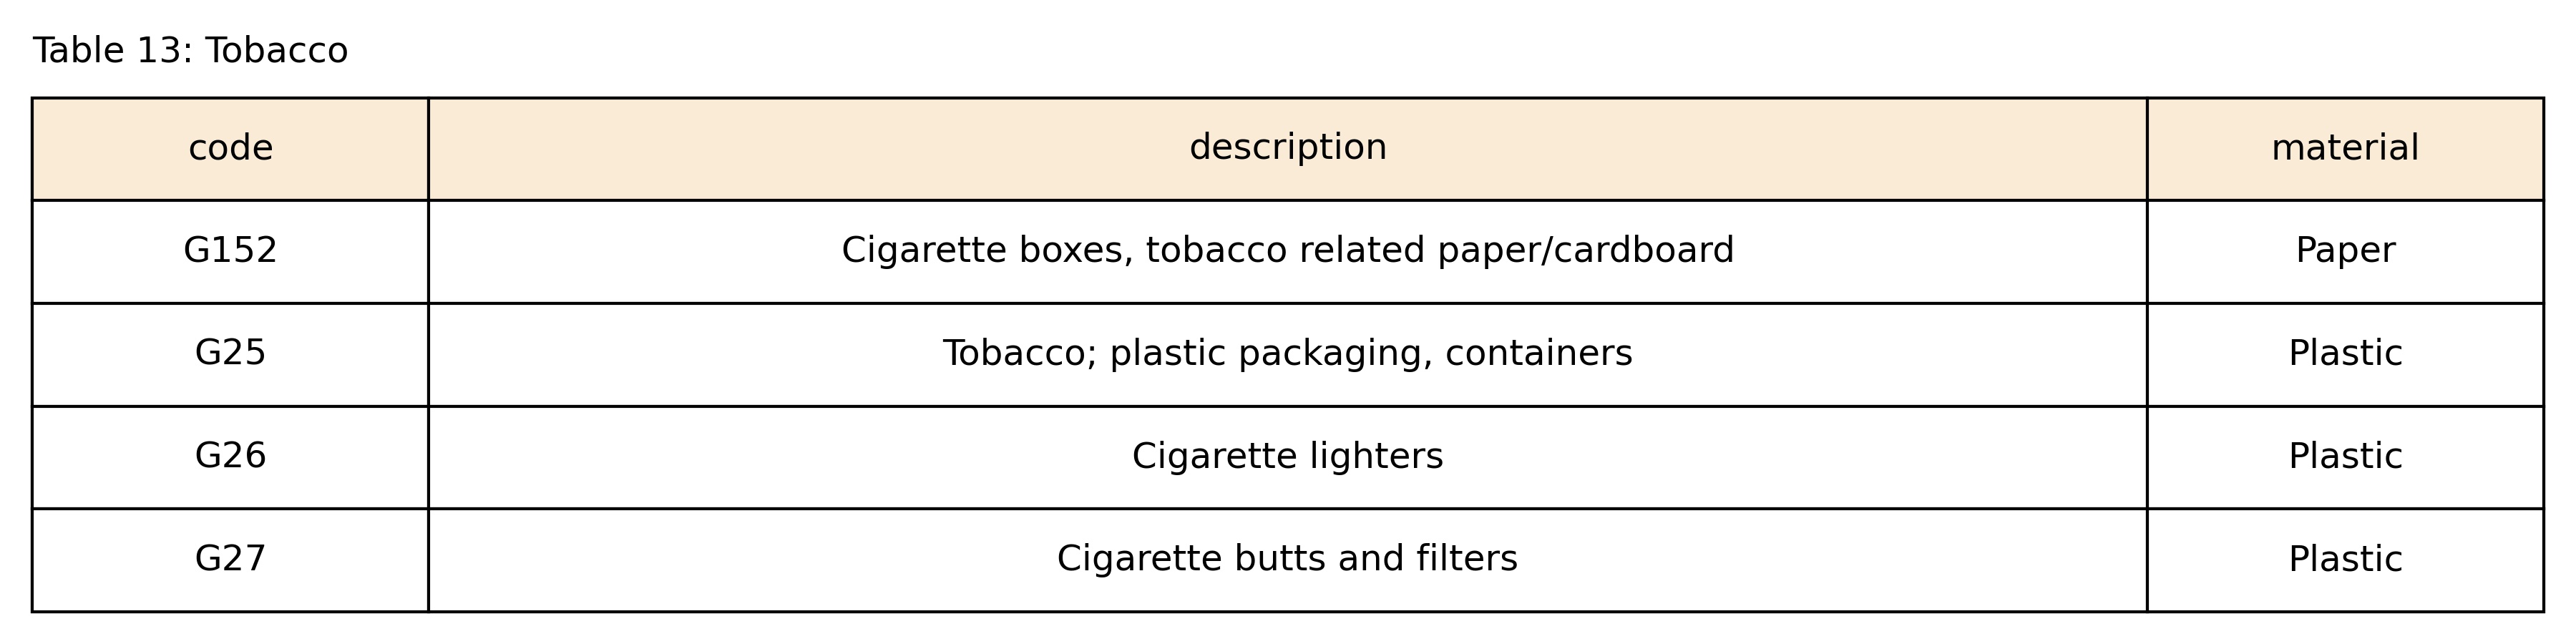 Table 13: Tobacco
code description material
G152 Cigarette boxes, tobacco related paper/cardboard Paper
G25 Tobacco; plastic packaging, containers Plastic
G26 Cigarette lighters Plastic
G27 Cigarette butts and filters Plastic